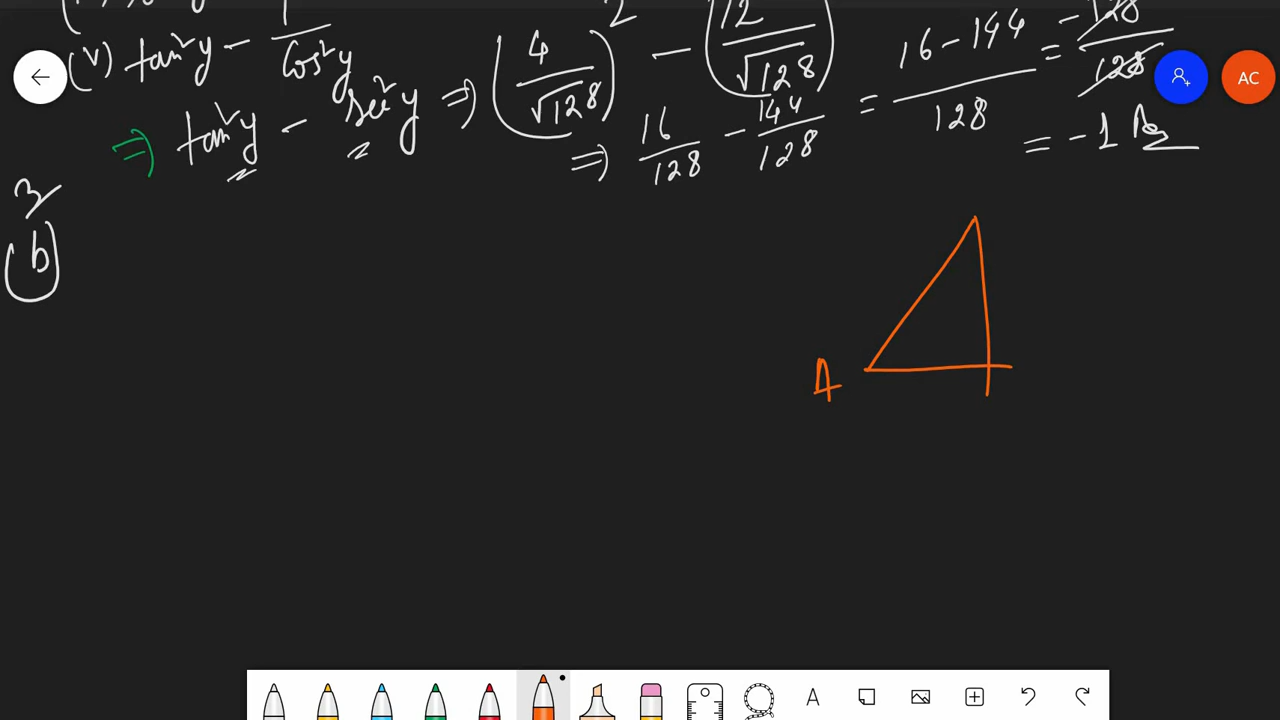 (V) tan²y - 1/cos²y
⇒ tan²y - sec²y ⇒ (4/√128)² - (12/√128) ⇒ 16/128 - 144/128 = 16-144/128 = -128/128 = -1
3
(b)
A
AC
A